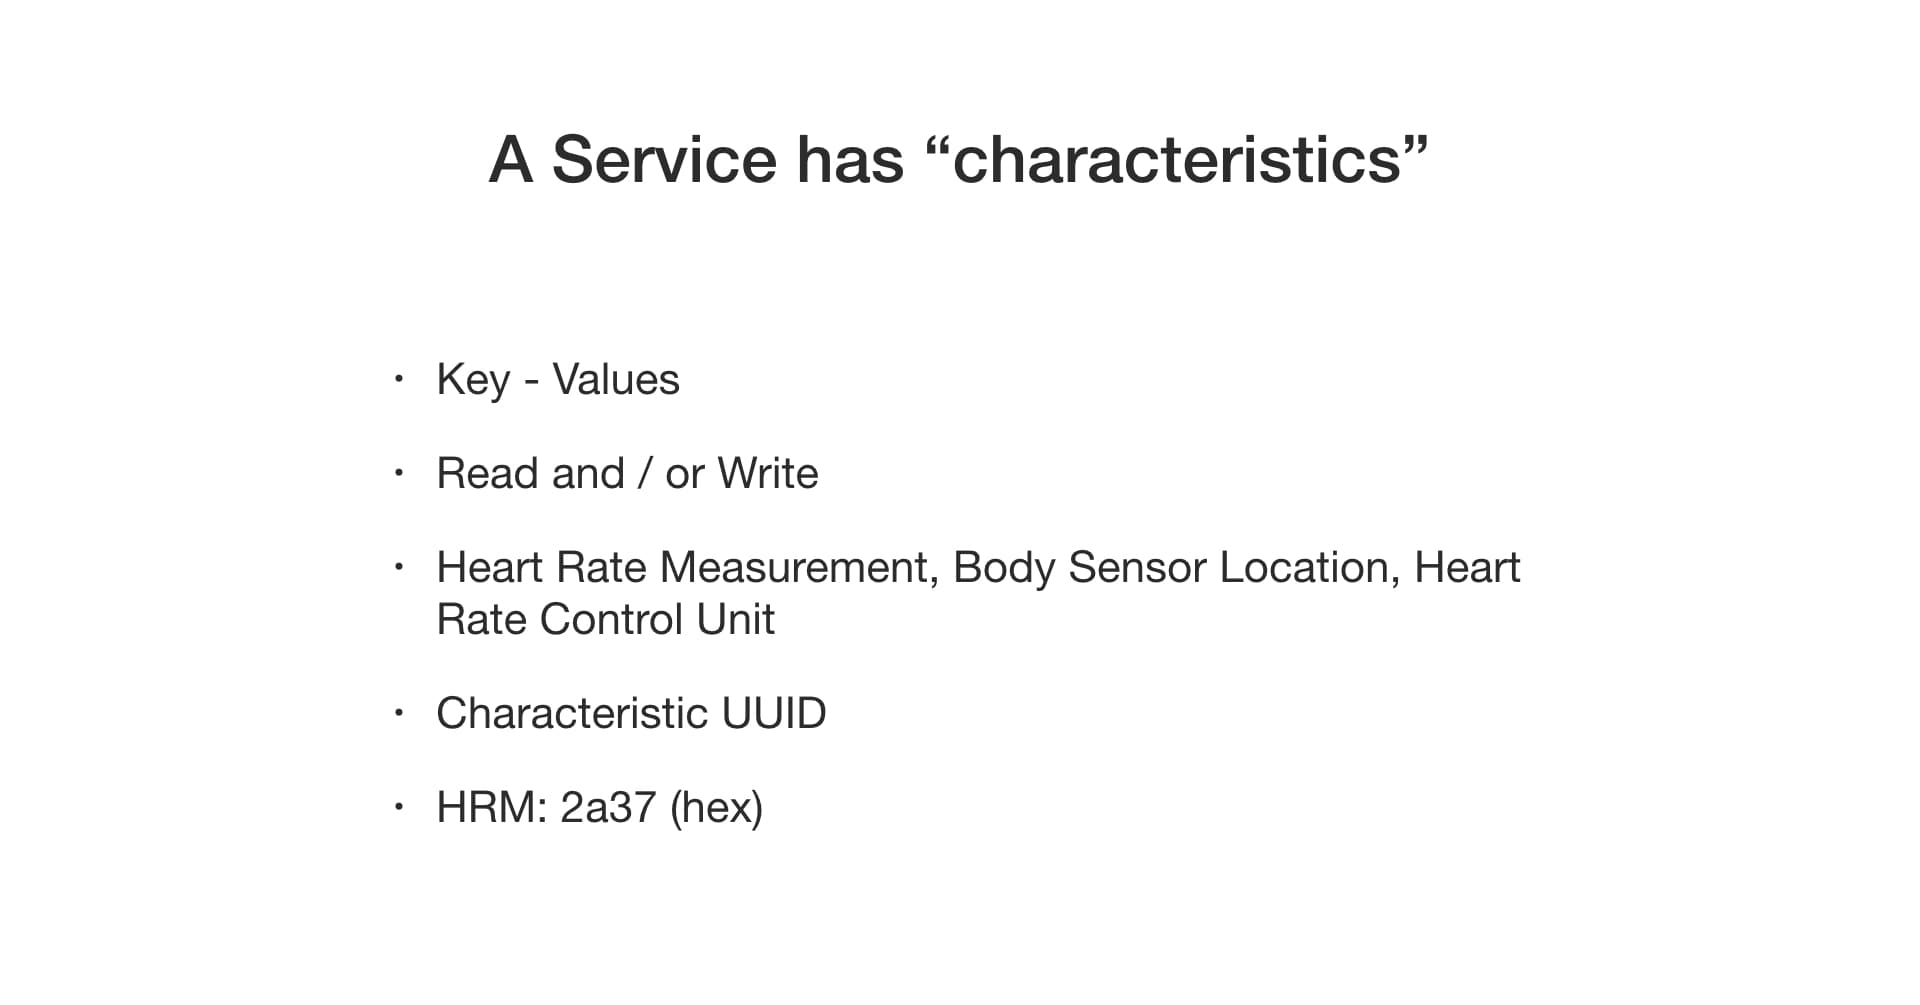 A Service has “characteristics”
• Key - Values
• Read and / or Write
• Heart Rate Measurement, Body Sensor Location, Heart
Rate Control Unit
• Characteristic UUID
• HRM: 2a37 (hex)